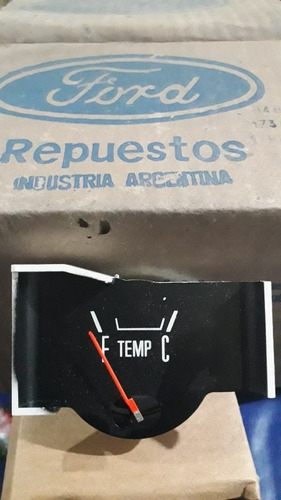 Ford
Repuestos
INDUSTRIA ARGENTINA
F TEMP C